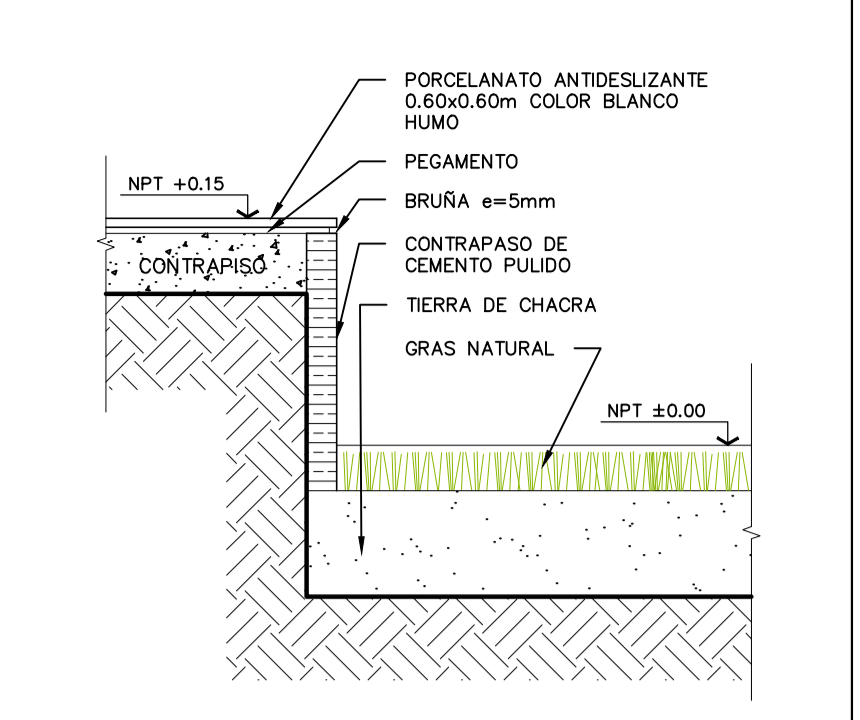 PORCELANATO ANTIDESLIZANTE
0.60x0.60m COLOR BLANCO
HUMO
PEGAMENTO
NPT +0.15
BRUÑA e=5mm
CONTRAPASO DE
CEMENTO PULIDO
CONTRAPISO
TIERRA DE CHACRA
GRAS NATURAL
NPT ±0.00